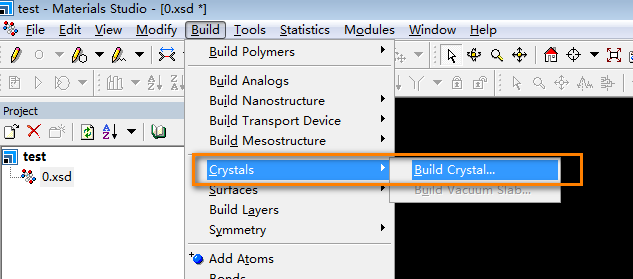 test - Materials Studio - [0.xsd *]
File Edit View Modify Build Tools Statistics Modules Window Help
Build Polymers
Build Analogs
Build Nanostructure
Build Transport Device
Build Mesostructure
Project
test
0.xsd
Crystals
Build Crystal...
Surfaces
Build Vacuum Slab...
Build Layers
Symmetry
Add Atoms
Bonds